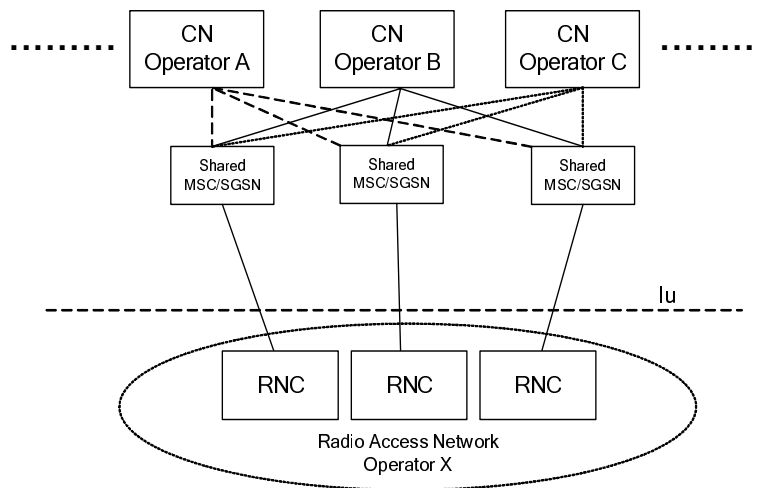 CN
Operator A
CN
Operator B
CN
Operator C
Shared
MSC/SGSN
Shared
MSC/SGSN
Shared
MSC/SGSN
Iu
RNC
RNC
RNC
Radio Access Network
Operator X